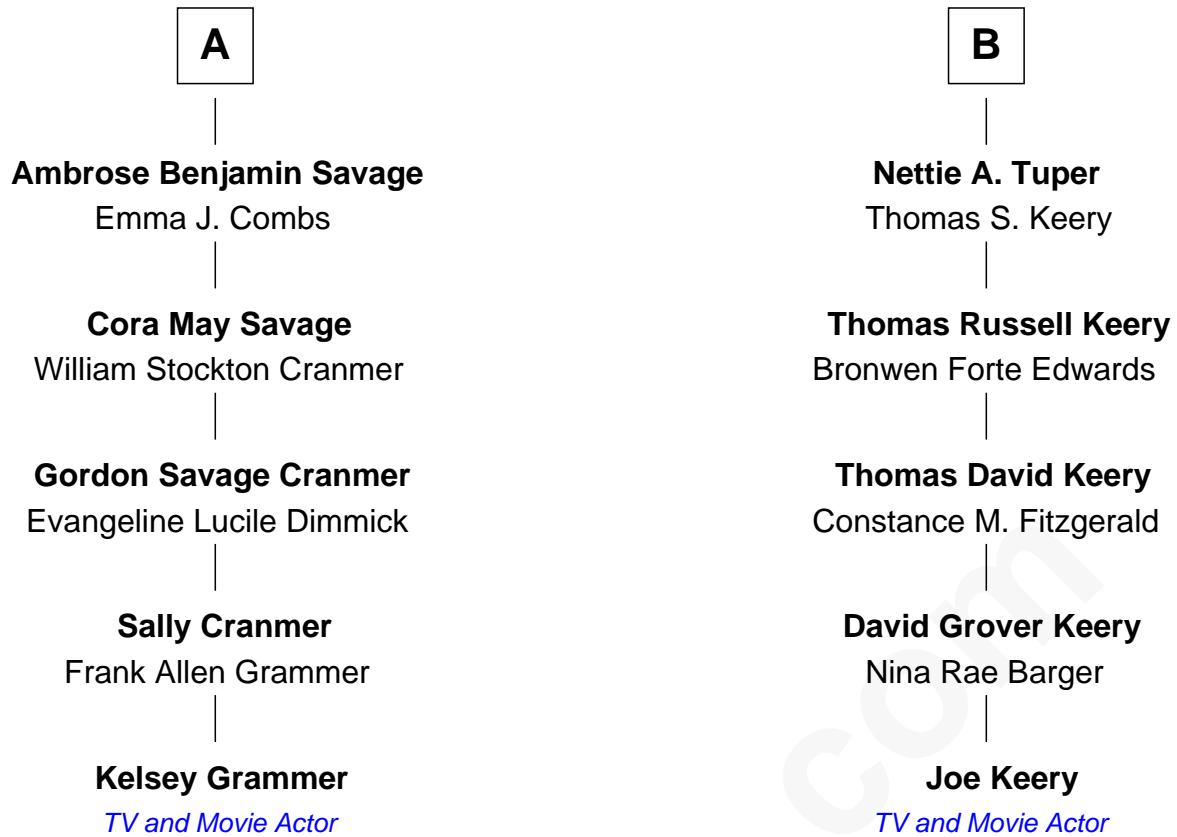 A
Ambrose Benjamin Savage
Emma J. Combs
Cora May Savage
William Stockton Cranmer
Gordon Savage Cranmer
Evangeline Lucile Dimmick
Sally Cranmer
Frank Allen Grammer
Kelsey Grammer
TV and Movie Actor
B
Nettie A. Tuper
Thomas S. Keery
Thomas Russell Keery
Bronwen Forte Edwards
Thomas David Keery
Constance M. Fitzgerald
David Grover Keery
Nina Rae Barger
Joe Keery
TV and Movie Actor
com